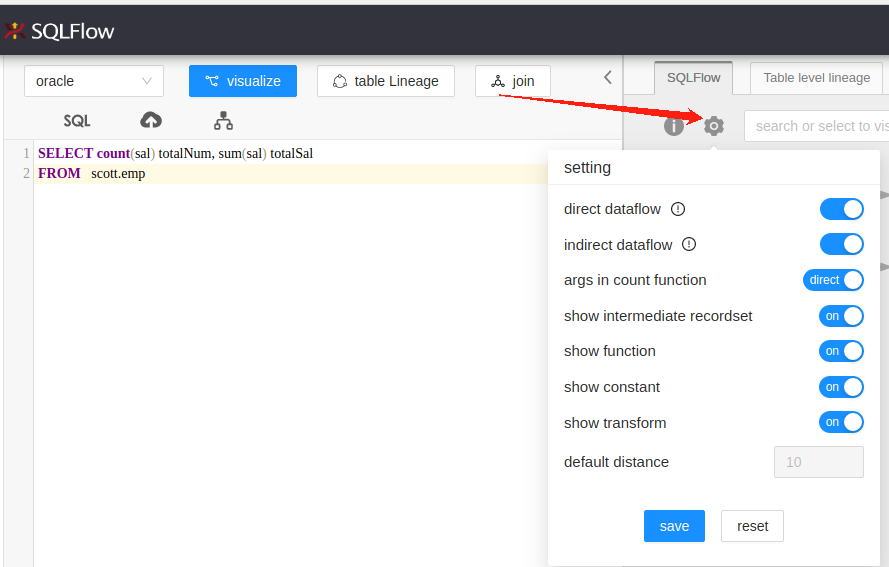 SQLFlow
oracle
visualize
table Lineage
join
SQLFlow
Table level lineage
SQL
search or select to vis
1 SELECT count(sal) totalNum, sum(sal) totalSal
2 FROM scott.emp
setting
direct dataflow
indirect dataflow
args in count function direct
show intermediate recordset on
show function on
show constant on
show transform on
default distance 10
save
reset